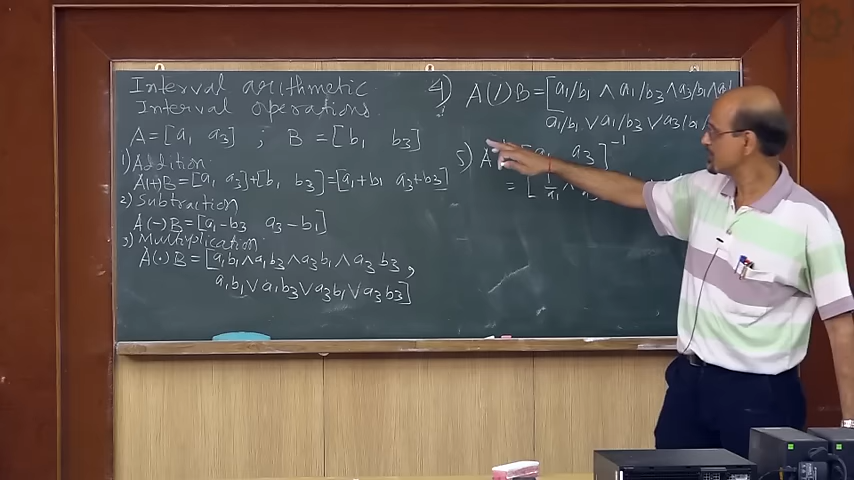 Interval arithmetic
Interval operations
A = [a₁ a₃] ; B = [b₁ b₃]
1) Addition
A(+)B = [a₁ a₃]+[b₁ b₃] = [a₁+b₁ a₃+b₃]
2) Subtraction
A(-)B = [a₁-b₃ a₃-b₁]
3) Multiplication
A(·)B = [a₁b₁∧a₁b₃∧a₃b₁∧a₃b₃,
a₁b₁∨a₁b₃∨a₃b₁∨a₃b₃]
4) A(/)B = [a₁/b₁ ∧ a₁/b₃ ∧ a₃/b₁ ∧
a₁/b₁ ∨ a₁/b₃ ∨ a₃/b₁
5) A a₃]⁻¹
= [1/a₁ ∧